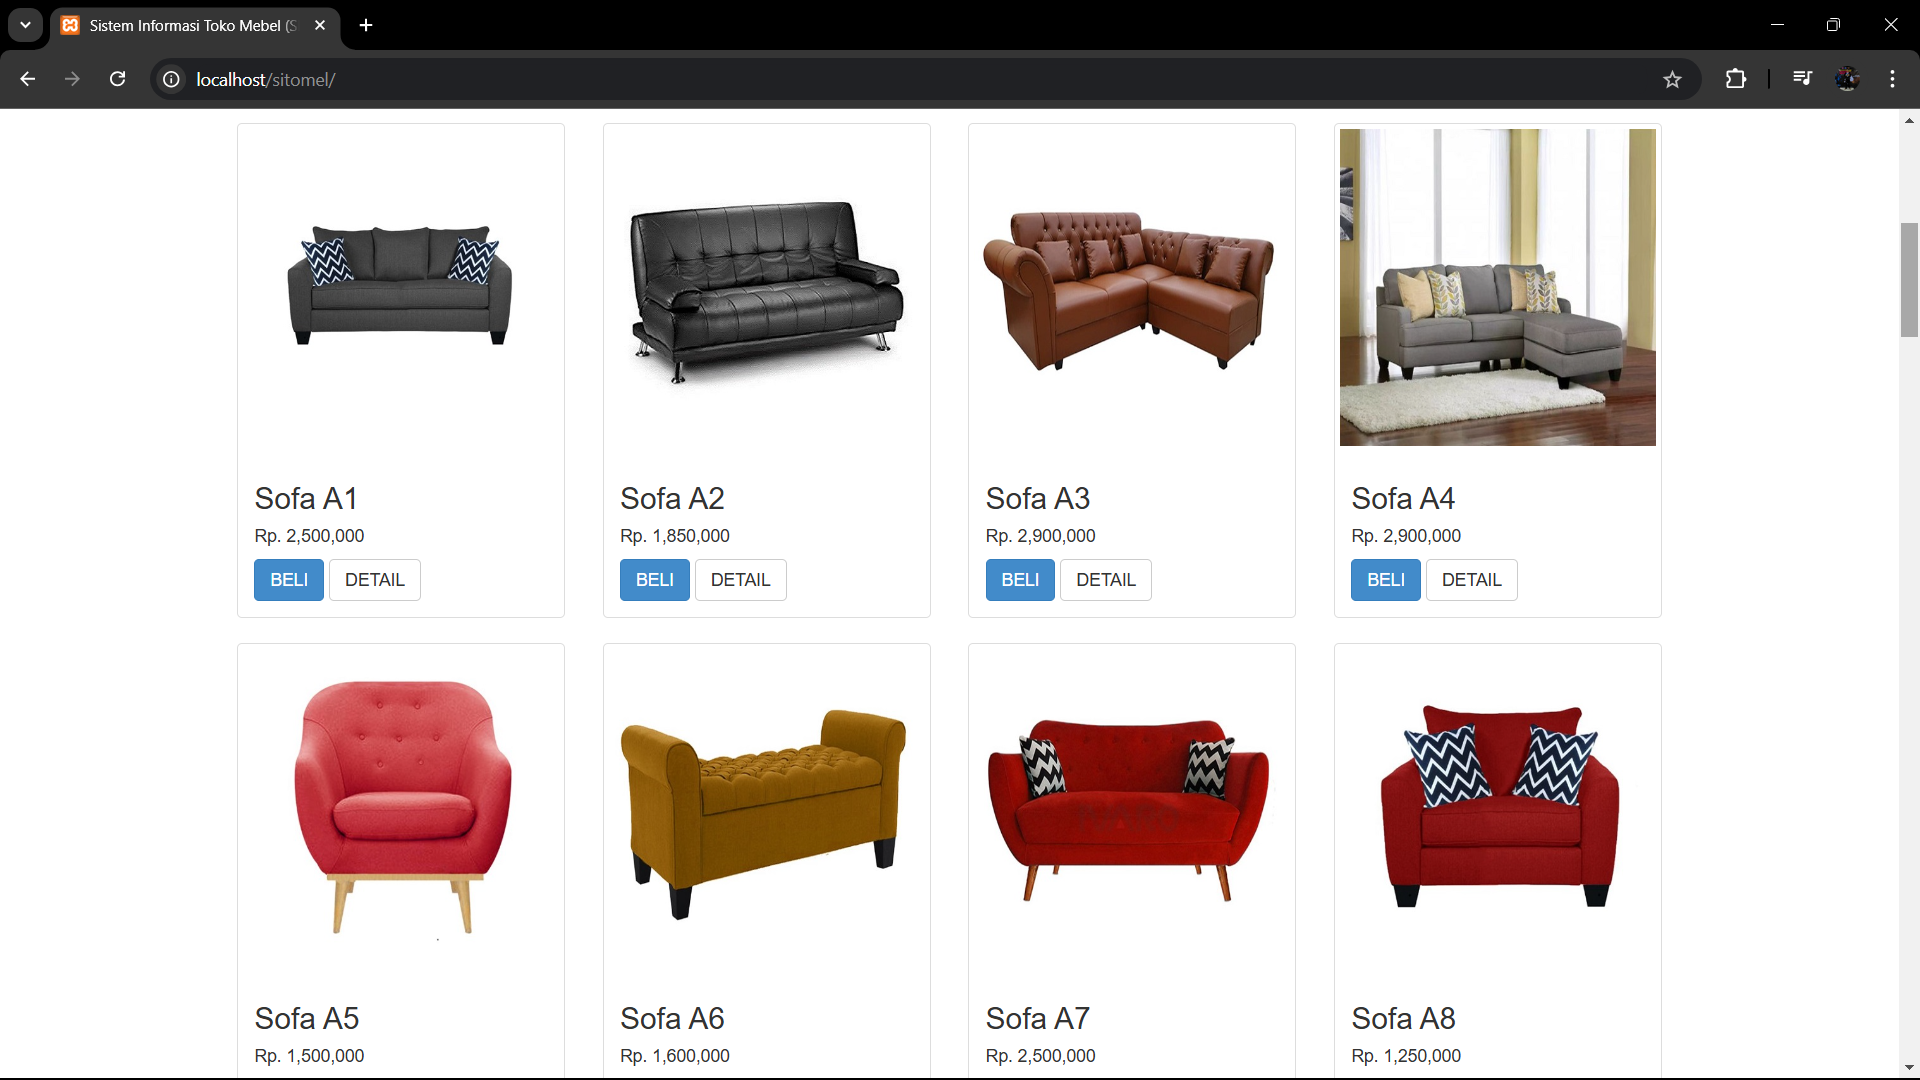 Sistem Informasi Toko Mebel (S
localhost/sitomel/
Sofa A1
Rp. 2,500,000
BELI DETAIL
Sofa A2
Rp. 1,850,000
BELI DETAIL
Sofa A3
Rp. 2,900,000
BELI DETAIL
Sofa A4
Rp. 2,900,000
BELI DETAIL
Sofa A5
Rp. 1,500,000
Sofa A6
Rp. 1,600,000
Sofa A7
Rp. 2,500,000
Sofa A8
Rp. 1,250,000